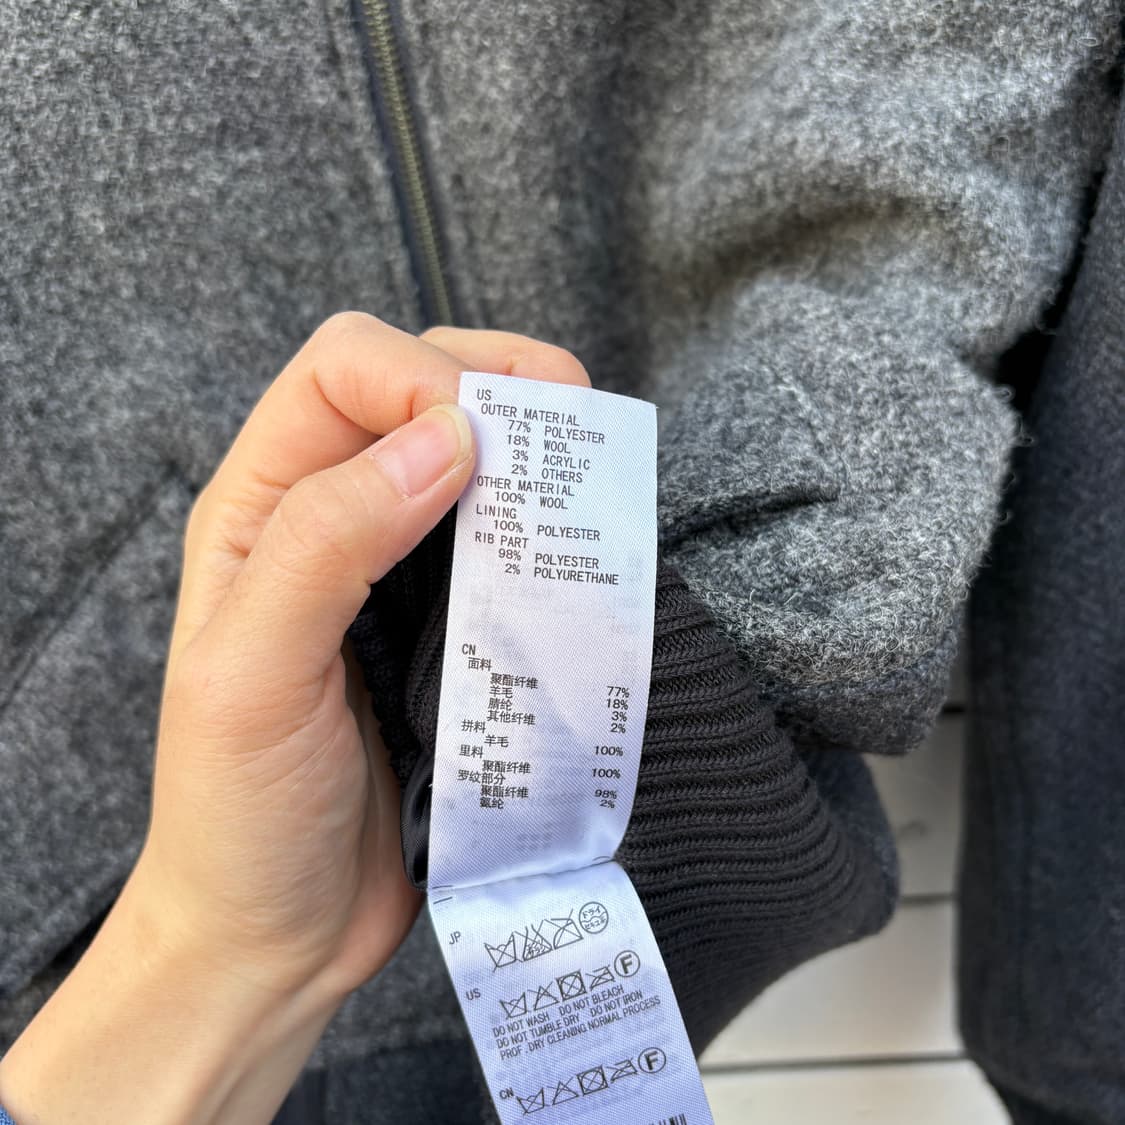 US
OUTER MATERIAL
77% POLYESTER
18% WOOL
3% ACRYLIC
2% OTHERS
OTHER MATERIAL
100% WOOL
LINING
100% POLYESTER
RIB PART
98% POLYESTER
2% POLYURETHANE
CN
面料
聚酯纤维 77%
羊毛 18%
腈纶 3%
其他纤维 2%
拼料
羊毛 100%
里料
聚酯纤维 100%
罗纹部分
聚酯纤维 98%
氨纶 2%
JP
ドライ
US
F
DO NOT WASH DO NOT BLEACH
DO NOT TUMBLE DRY DO NOT IRON
PROF. DRY CLEANING NORMAL PROCESS
CN
F